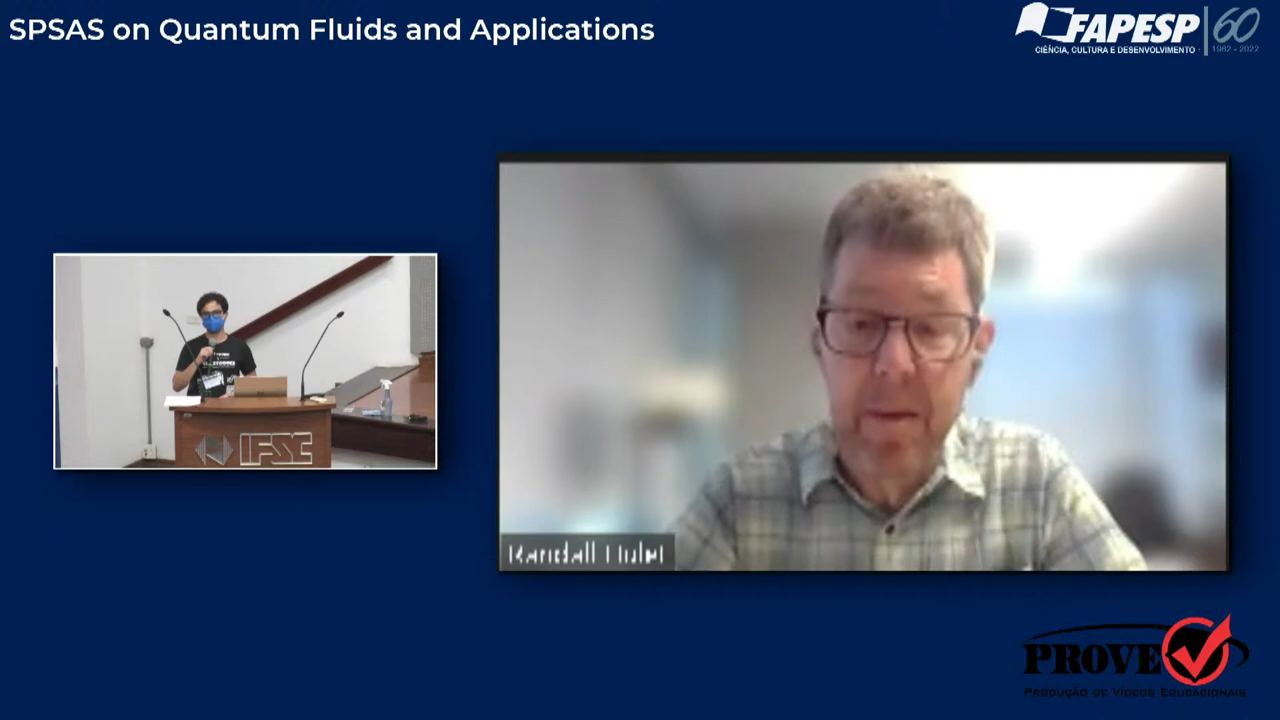 SPSAS on Quantum Fluids and Applications
FAPESP 60
CIÊNCIA, CULTURA E DESENVOLVIMENTO 1962 - 2022
IFSC
Randall Hulet
PROVE
PRODUÇÃO DE VÍDEOS EDUCACIONAIS